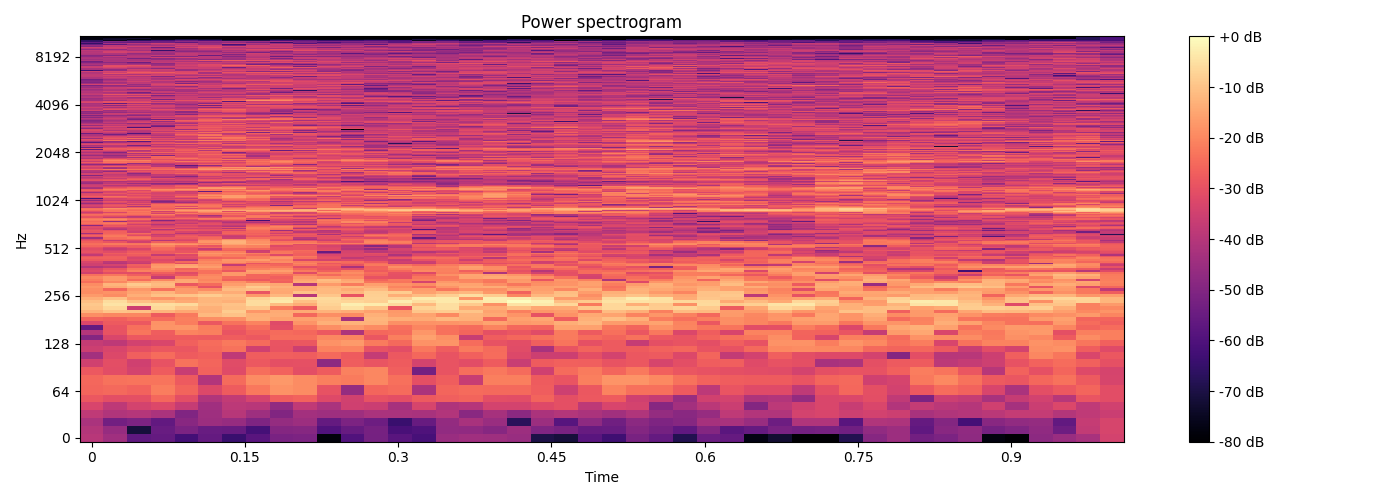 Power spectrogram
Hz
8192
4096
2048
1024
512
256
128
64
0
0 0.15 0.3 0.45 0.6 0.75 0.9
Time
+0 dB
-10 dB
-20 dB
-30 dB
-40 dB
-50 dB
-60 dB
-70 dB
-80 dB